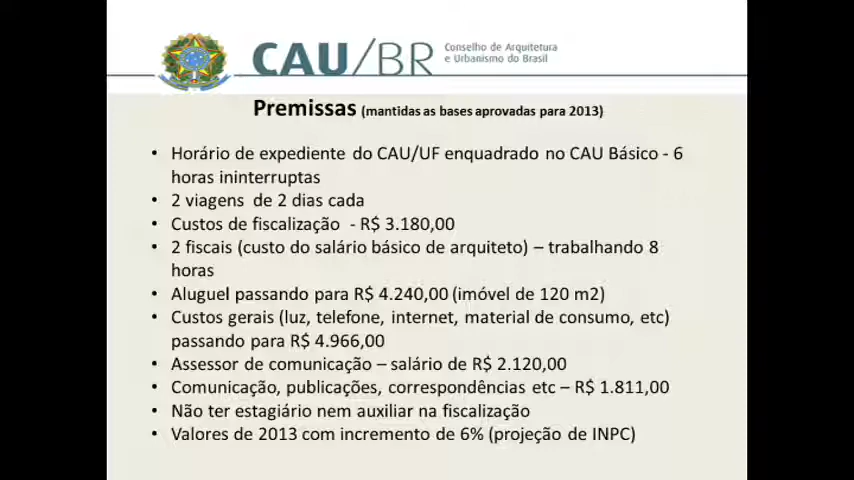 CAU/BR Conselho de Arquitetura
e Urbanismo do Brasil
Premissas (mantidas as bases aprovadas para 2013)
• Horário de expediente do CAU/UF enquadrado no CAU Básico - 6
horas ininterruptas
• 2 viagens de 2 dias cada
• Custos de fiscalização - R$ 3.180,00
• 2 fiscais (custo do salário básico de arquiteto) – trabalhando 8
horas
• Aluguel passando para R$ 4.240,00 (imóvel de 120 m2)
• Custos gerais (luz, telefone, internet, material de consumo, etc)
passando para R$ 4.966,00
• Assessor de comunicação – salário de R$ 2.120,00
• Comunicação, publicações, correspondências etc – R$ 1.811,00
• Não ter estagiário nem auxiliar na fiscalização
• Valores de 2013 com incremento de 6% (projeção de INPC)